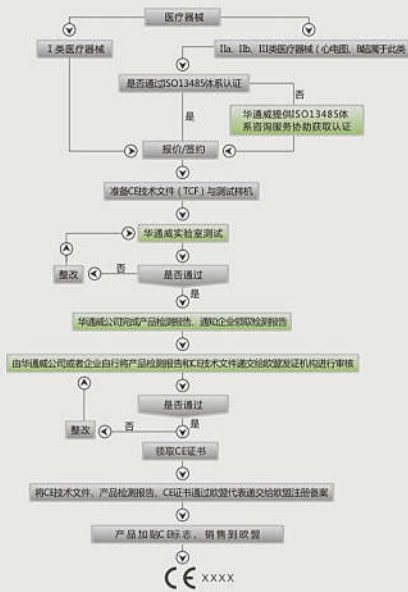 医疗器械
I 类医疗器械
IIa、IIb、III类医疗器械（心电图、B超属于此类
是否通过ISO13485体系认证
否
是
华通威提供ISO13485体
系咨询服务协助获取认证
报价/签约
准备CE技术文件（TCF）与测试样机
华通威实验室测试
整改
否
是否通过
是
华通威公司完成产品检测报告、通知企业领取检测报告
由华通威公司或者企业自行将产品检测报告和CE技术文件递交给欧盟发证机构进行审核
是否通过
整改
否
是
领取CE证书
将CE技术文件、产品检测报告、CE证书通过欧盟代表递交给欧盟注册备案
产品加贴CE标志、销售到欧盟
CE XXXX